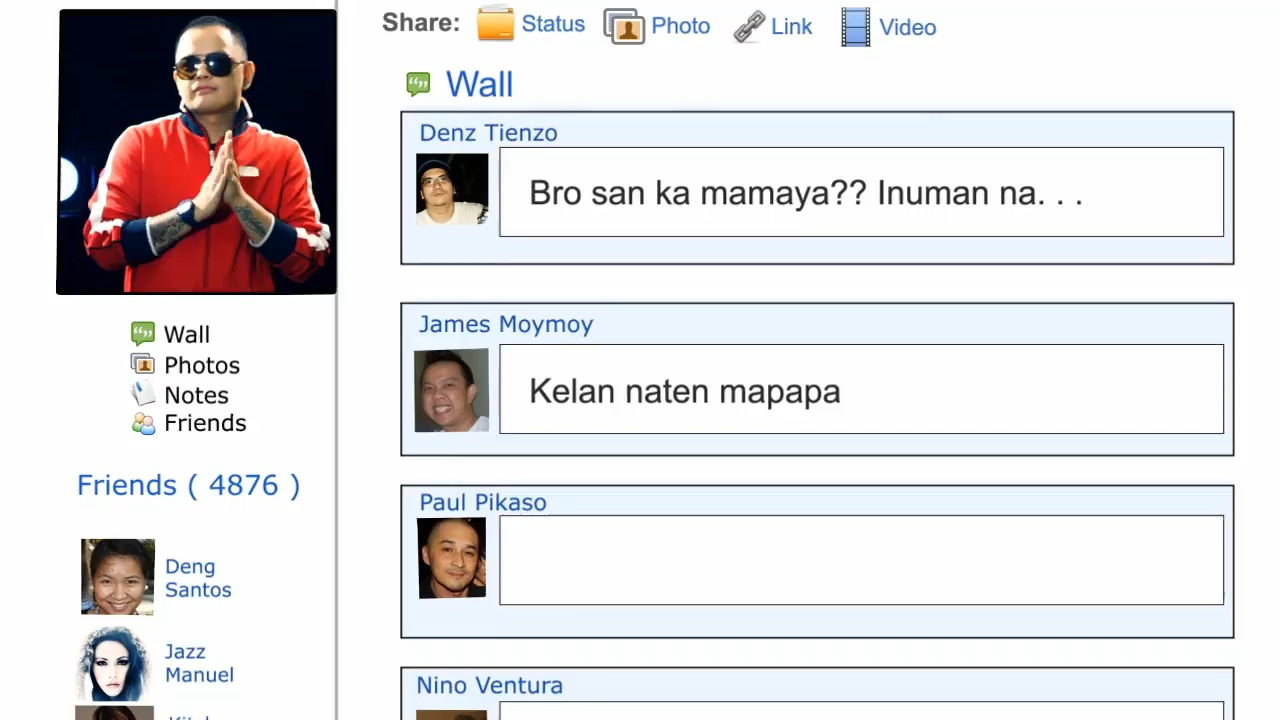 Share: Status Photo Link Video
Wall
Denz Tienzo
Bro san ka mamaya?? Inuman na. . .
James Moymoy
Kelan naten mapapa
Paul Pikaso
Nino Ventura
Wall
Photos
Notes
Friends
Friends ( 4876 )
Deng
Santos
Jazz
Manuel